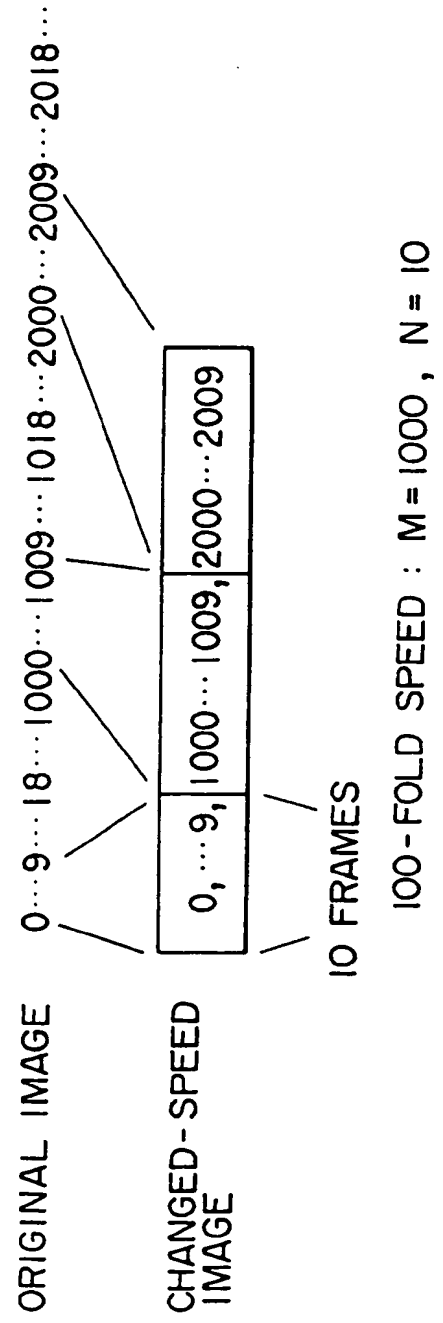 ORIGINAL IMAGE 0···9···18···1000···1009···1018···2000···2009···2018···
CHANGED-SPEED
IMAGE
0, ···9, 1000···1009, 2000···2009
10 FRAMES
100-FOLD SPEED : M = 1000 , N = 10